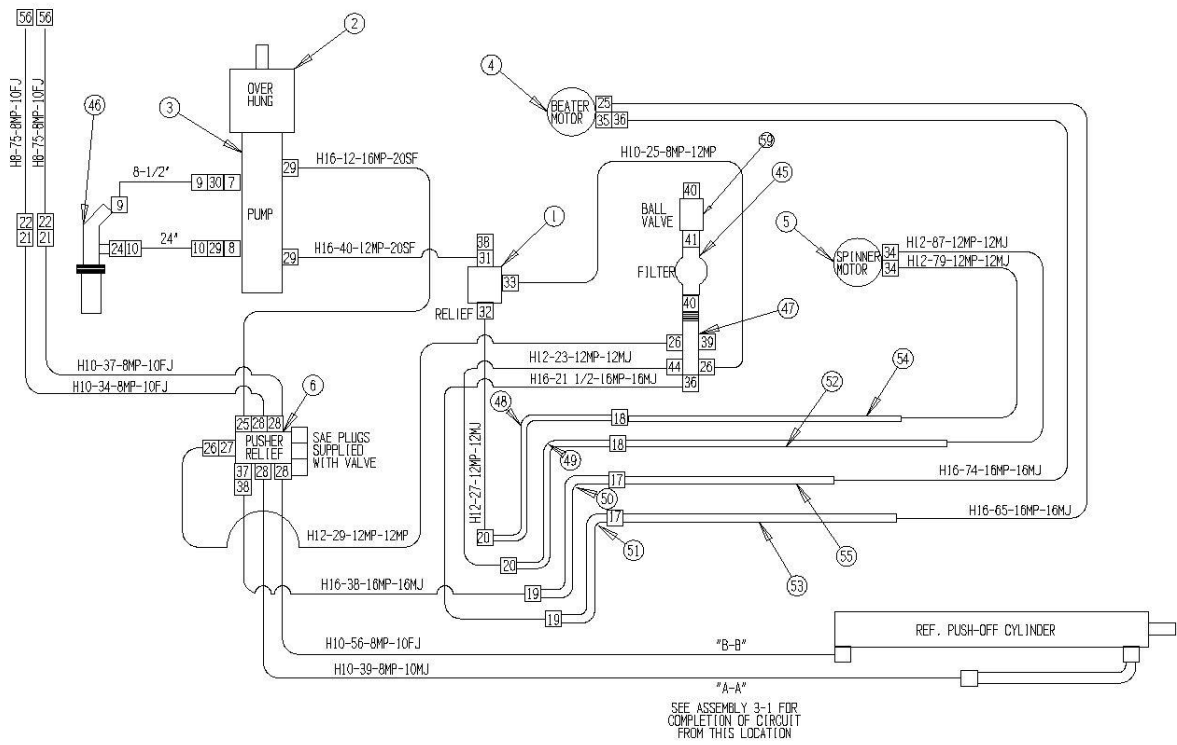 56 56
2
4
46
3
OVER
HUNG
BEATER
MOTOR
25
35 36
H8-75-8MP-10FJ
H8-75-8MP-10FJ
29
H16-12-16MP-20SF
H10-25-8MP-12MP
59
45
8-1/2"
9 30 7
9
40
BALL
VALVE
1
5
PUMP
22 22
21 21
24 10
24"
10 29 8
29
H16-40-12MP-20SF
38
31
41
FILTER
SPINNER
MOTOR
34
34
H12-87-12MP-12MJ
H12-79-12MP-12MJ
33
RELIEF
32
40
47
26
39
H10-37-8MP-10FJ
H10-34-8MP-10FJ
H12-23-12MP-12MJ
44
26
H16-21 1/2-16MP-16MJ
36
54
6
48
18
52
25 28 28
26 27
PUSHER
RELIEF
SAE PLUGS
SUPPLIED
WITH VALVE
37 28 28
38
H12-27-12MP-12MJ
49
18
H16-74-16MP-16MJ
17
50
H16-65-16MP-16MJ
17
51
H12-29-12MP-12MP
20
20
53
55
H16-38-16MP-16MJ
19
19
REF. PUSH-OFF CYLINDER
H10-56-8MP-10FJ
"B-B"
H10-39-8MP-10MJ
"A-A"
SEE ASSEMBLY 3-1 FOR
COMPLETION OF CIRCUIT
FROM THIS LOCATION